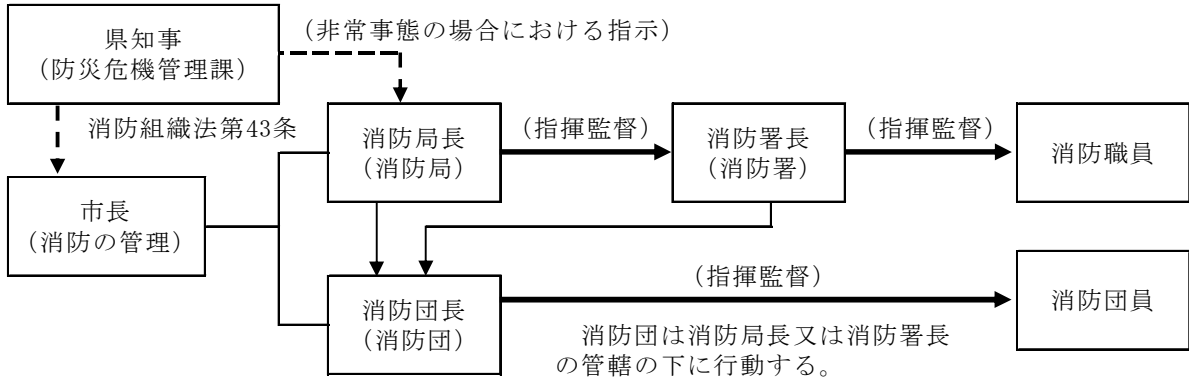 県知事
（防災危機管理課）
（非常事態の場合における指示）
消防組織法第43条
市長
（消防の管理）
消防局長
（消防局）
（指揮監督）
消防署長
（消防署）
（指揮監督）
消防職員
消防団長
（消防団）
（指揮監督）
消防団員
消防団は消防局長又は消防署長
の管轄の下に行動する。